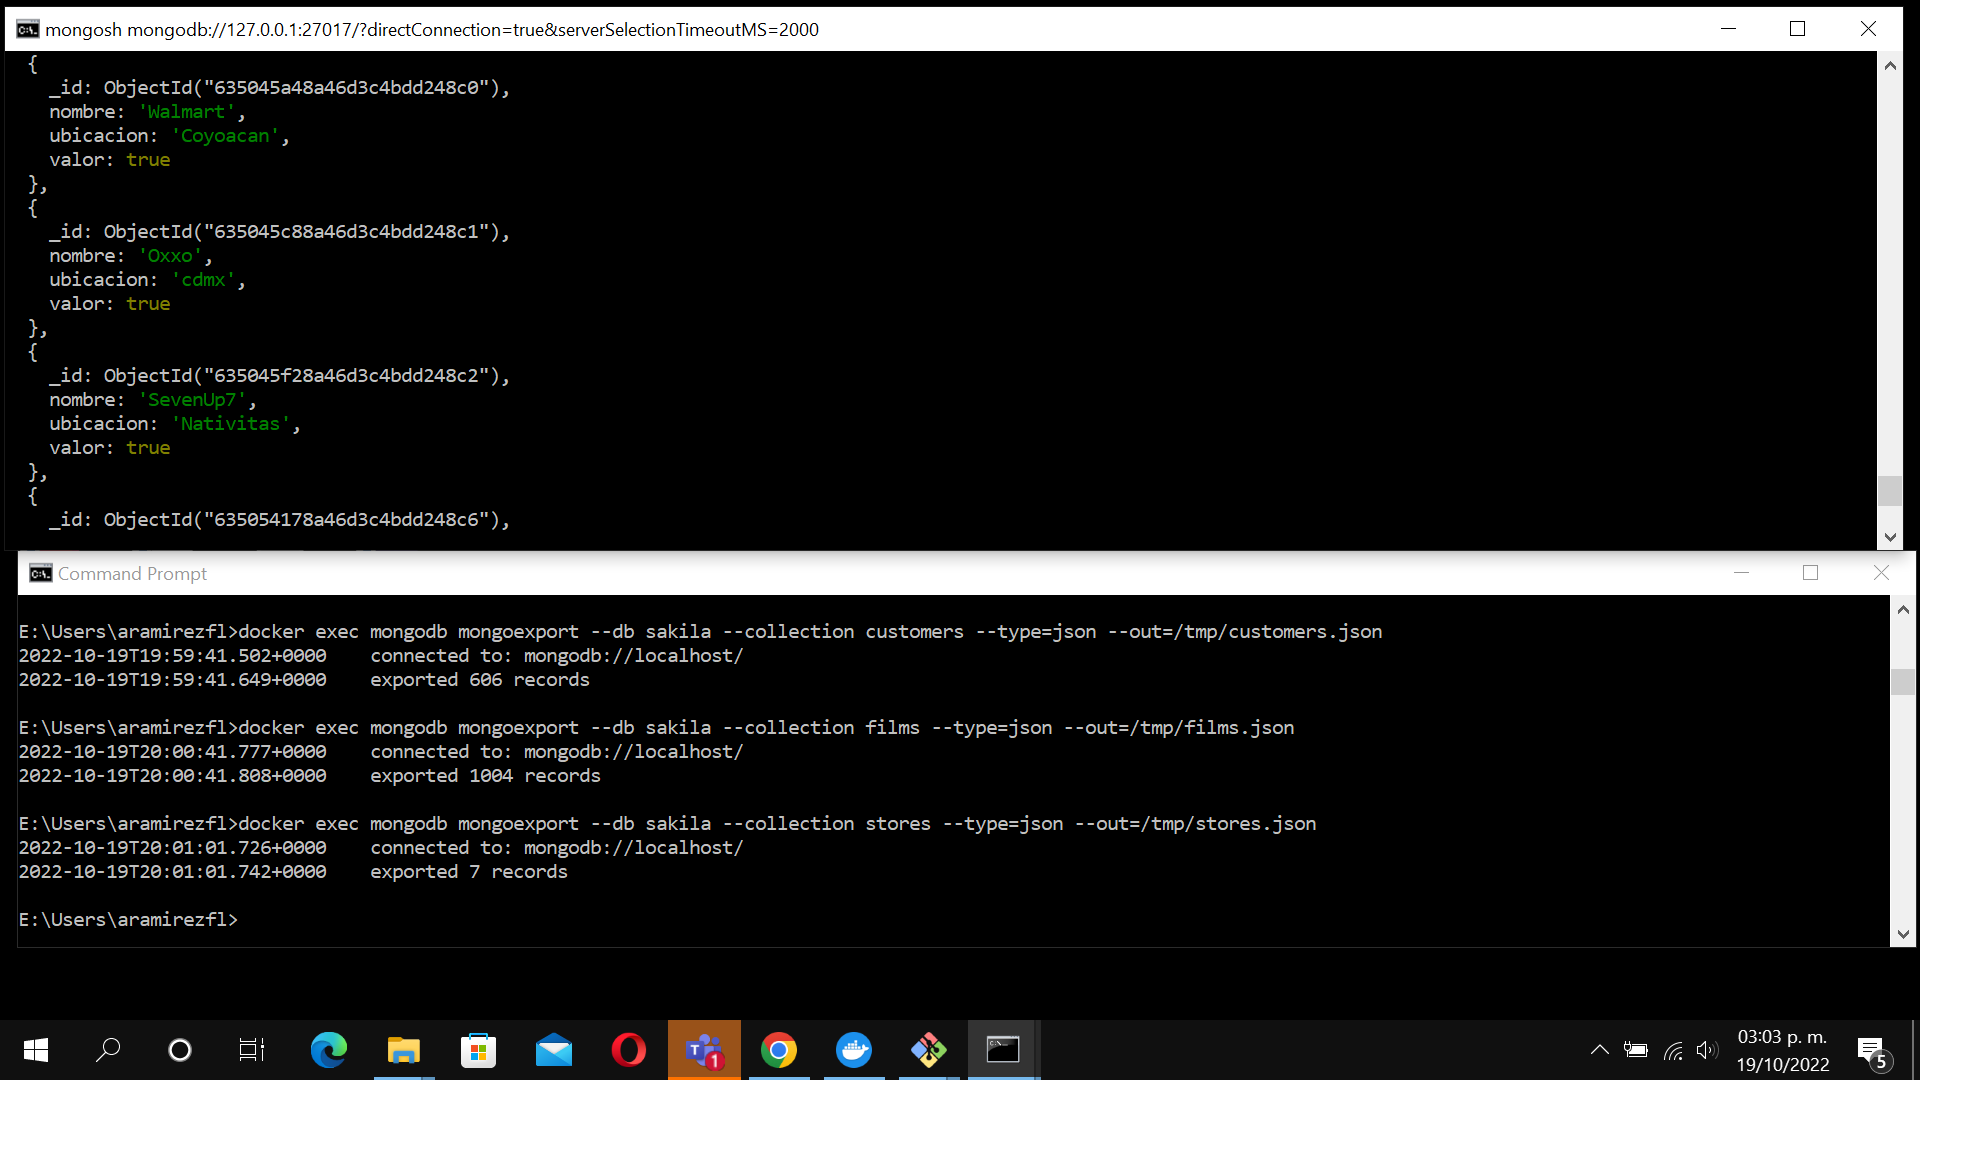 mongosh mongodb://127.0.0.1:27017/?directConnection=true&serverSelectionTimeoutMS=2000
{
_id: ObjectId("635045a48a46d3c4bdd248c0"),
nombre: 'Walmart',
ubicacion: 'Coyoacan',
valor: true
},
{
_id: ObjectId("635045c88a46d3c4bdd248c1"),
nombre: 'Oxxo',
ubicacion: 'cdmx',
valor: true
},
{
_id: ObjectId("635045f28a46d3c4bdd248c2"),
nombre: 'SevenUp7',
ubicacion: 'Nativitas',
valor: true
},
{
_id: ObjectId("635054178a46d3c4bdd248c6"),
Command Prompt
E:\Users\aramirezfl>docker exec mongodb mongoexport --db sakila --collection customers --type=json --out=/tmp/customers.json
2022-10-19T19:59:41.502+0000    connected to: mongodb://localhost/
2022-10-19T19:59:41.649+0000    exported 606 records
E:\Users\aramirezfl>docker exec mongodb mongoexport --db sakila --collection films --type=json --out=/tmp/films.json
2022-10-19T20:00:41.777+0000    connected to: mongodb://localhost/
2022-10-19T20:00:41.808+0000    exported 1004 records
E:\Users\aramirezfl>docker exec mongodb mongoexport --db sakila --collection stores --type=json --out=/tmp/stores.json
2022-10-19T20:01:01.726+0000    connected to: mongodb://localhost/
2022-10-19T20:01:01.742+0000    exported 7 records
E:\Users\aramirezfl>
03:03 p. m.
19/10/2022
5
T
1